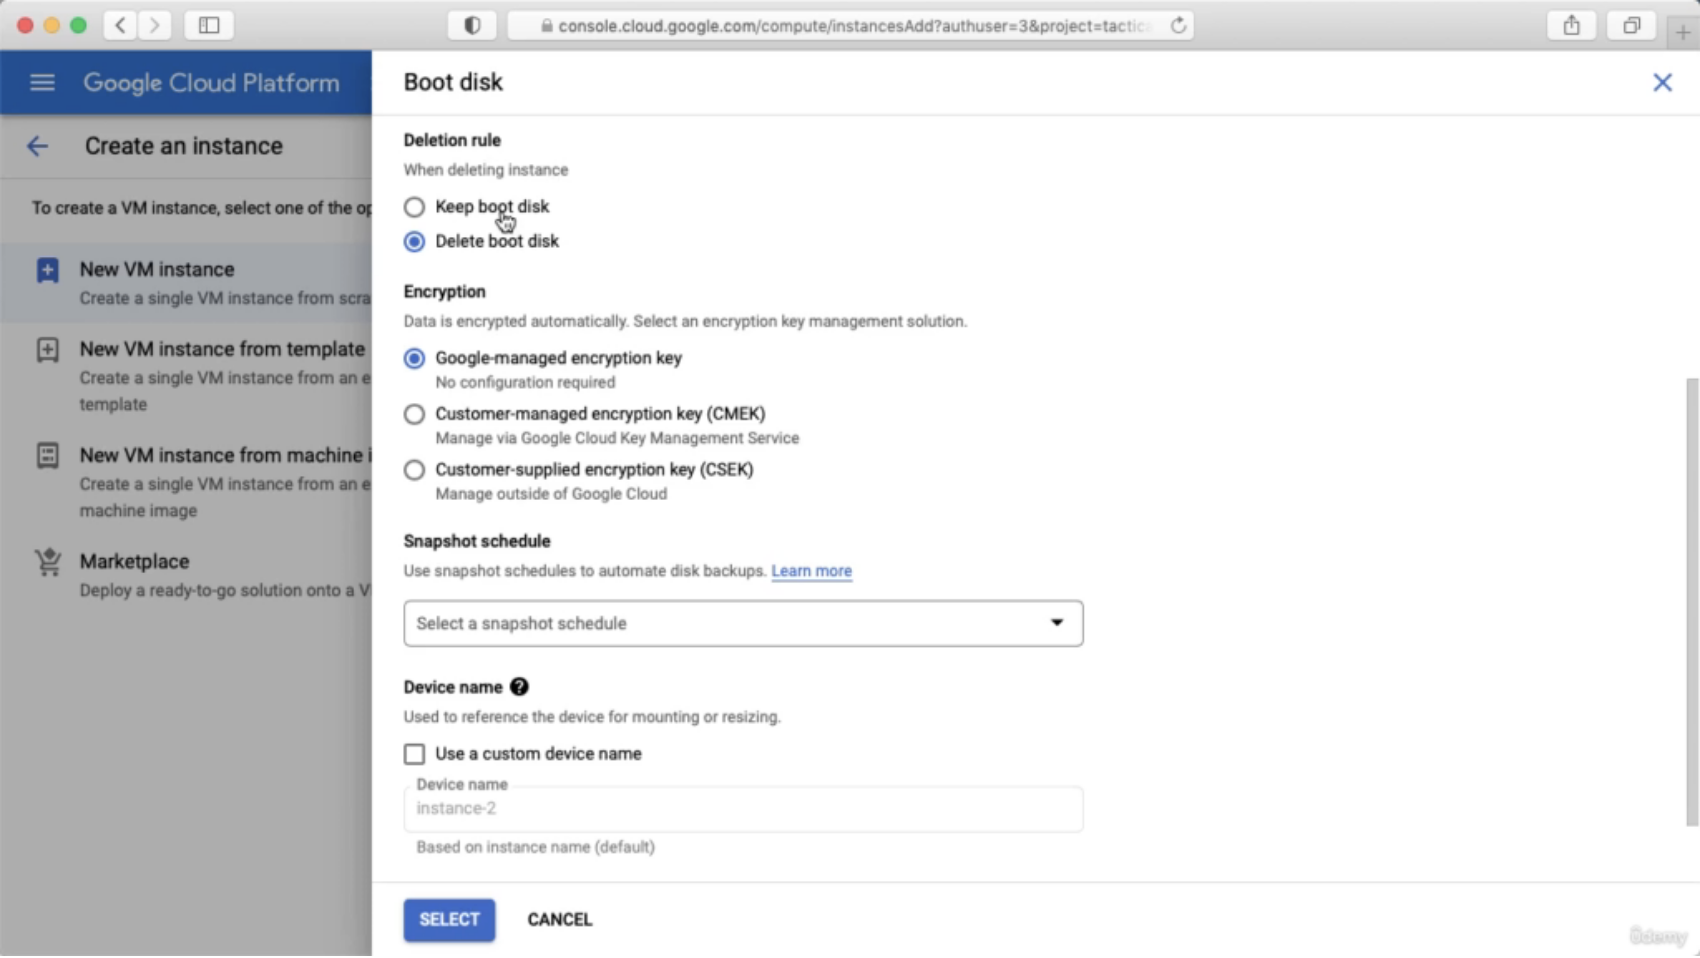 console.cloud.google.com/compute/instancesAdd?authuser=3&project=tactica
Google Cloud Platform
Boot disk
Create an instance
To create a VM instance, select one of the op
New VM instance
Create a single VM instance from scra
New VM instance from template
Create a single VM instance from an e
template
New VM instance from machine i
Create a single VM instance from an e
machine image
Marketplace
Deploy a ready-to-go solution onto a V
Deletion rule
When deleting instance
Keep boot disk
Delete boot disk
Encryption
Data is encrypted automatically. Select an encryption key management solution.
Google-managed encryption key
No configuration required
Customer-managed encryption key (CMEK)
Manage via Google Cloud Key Management Service
Customer-supplied encryption key (CSEK)
Manage outside of Google Cloud
Snapshot schedule
Use snapshot schedules to automate disk backups. Learn more
Select a snapshot schedule
Device name ?
Used to reference the device for mounting or resizing.
Use a custom device name
Device name
instance-2
Based on instance name (default)
SELECT
CANCEL
ûdemy